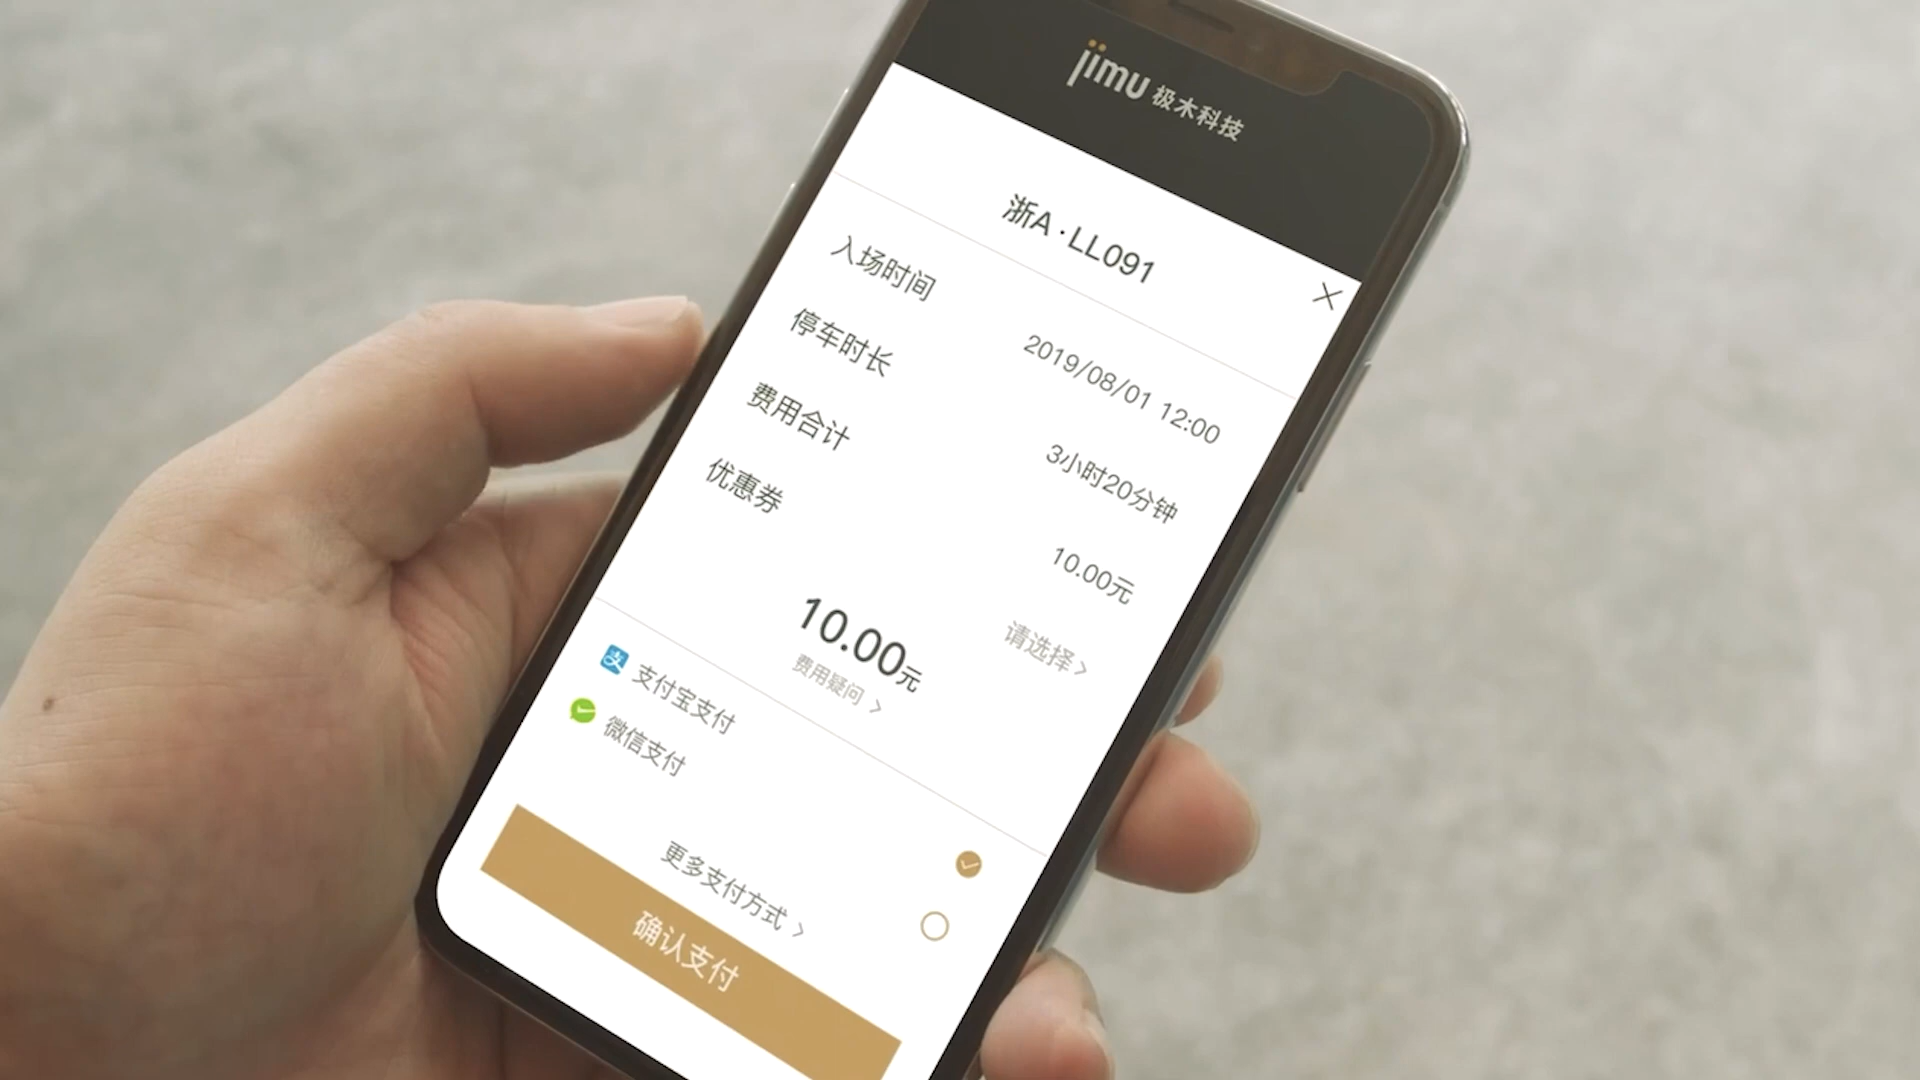 jimu 极木科技
浙A·LL091
入场时间 2019/08/01 12:00
停车时长 3小时20分钟
费用合计 10.00元
优惠券 请选择 >
10.00元
费用疑问 >
支 支付宝支付
微信支付
更多支付方式 >
确认支付